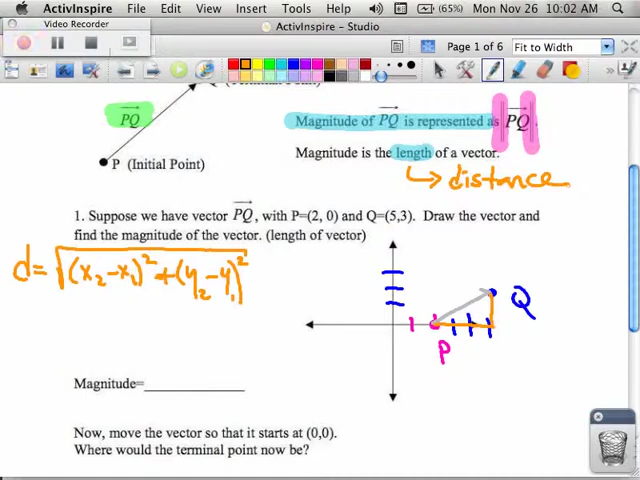 ActivInspire File Edit View Insert Tools Help (65%) Mon Nov 26 10:02 AM
Video Recorder
ActivInspire - Studio
Page 1 of 6 Fit to Width
PQ
Magnitude of PQ is represented as ||PQ||.
Magnitude is the length of a vector.
P (Initial Point)
distance
1. Suppose we have vector PQ, with P=(2, 0) and Q=(5,3). Draw the vector and
find the magnitude of the vector. (length of vector)
d=√(x₂-x₁)²+(y₂-y₁)²
Q
P
Magnitude=__________
Now, move the vector so that it starts at (0,0).
Where would the terminal point now be?